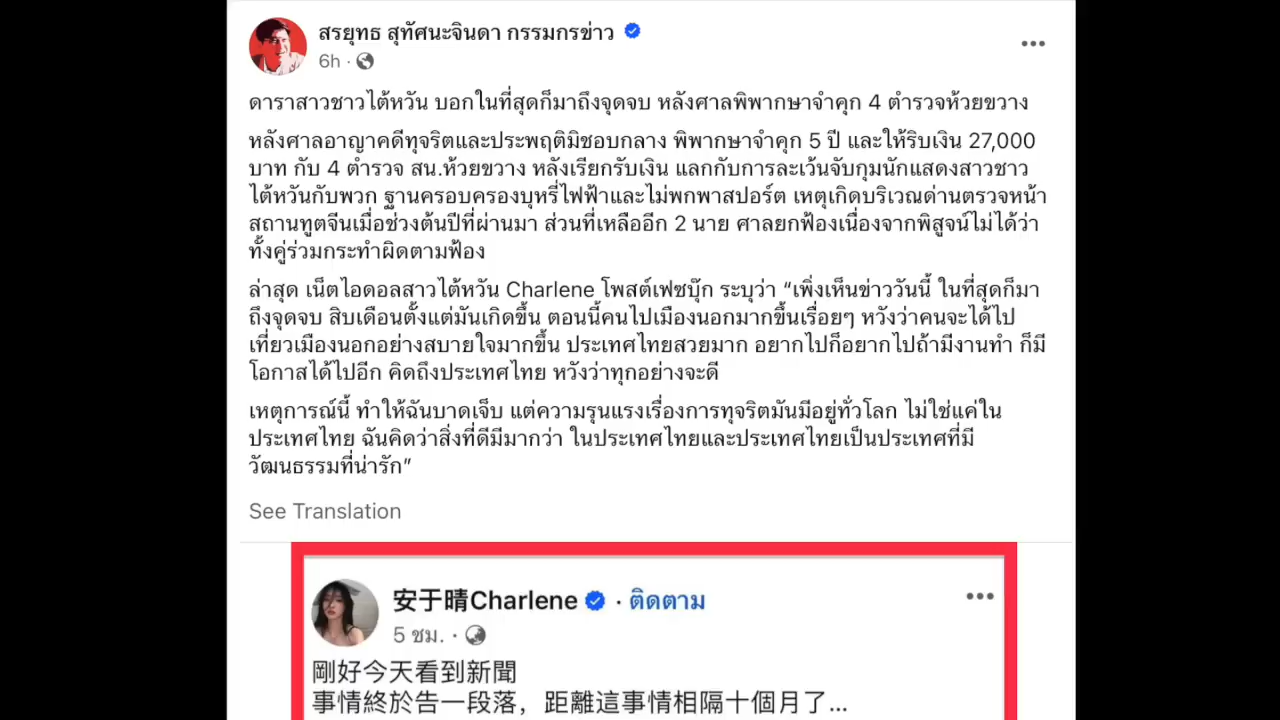 สรยุทธ สุทัศนะจินดา กรรมกรข่าว
6h ·
ดาราสาวชาวไต้หวัน บอกในที่สุดก็มาถึงจุดจบ หลังศาลพิพากษาจำคุก 4 ตำรวจห้วยขวาง
หลังศาลอาญาคดีทุจริตและประพฤติมิชอบกลาง พิพากษาจำคุก 5 ปี และให้ริบเงิน 27,000
บาท กับ 4 ตำรวจ สน.ห้วยขวาง หลังเรียกรับเงิน แลกกับการละเว้นจับกุมนักแสดงสาวชาว
ไต้หวันกับพวก ฐานครอบครองบุหรี่ไฟฟ้าและไม่พกพาสปอร์ต เหตุเกิดบริเวณด่านตรวจหน้า
สถานทูตจีนเมื่อช่วงต้นปีที่ผ่านมา ส่วนที่เหลืออีก 2 นาย ศาลยกฟ้องเนื่องจากพิสูจน์ไม่ได้ว่า
ทั้งคู่ร่วมกระทำผิดตามฟ้อง
ล่าสุด เน็ตไอดอลสาวไต้หวัน Charlene โพสต์เฟซบุ๊ก ระบุว่า “เพิ่งเห็นข่าววันนี้ ในที่สุดก็มา
ถึงจุดจบ สิบเดือนตั้งแต่มันเกิดขึ้น ตอนนี้คนไปเมืองนอกมากขึ้นเรื่อยๆ หวังว่าคนจะได้ไป
เที่ยวเมืองนอกอย่างสบายใจมากขึ้น ประเทศไทยสวยมาก อยากไปก็อยากไปถ้ามีงานทำ ก็มี
โอกาสได้ไปอีก คิดถึงประเทศไทย หวังว่าทุกอย่างจะดี
เหตุการณ์นี้ ทำให้ฉันบาดเจ็บ แต่ความรุนแรงเรื่องการทุจริตมันมีอยู่ทั่วโลก ไม่ใช่แค่ใน
ประเทศไทย ฉันคิดว่าสิ่งที่ดีมีมากว่า ในประเทศไทยและประเทศไทยเป็นประเทศที่มี
วัฒนธรรมที่น่ารัก”
See Translation
安于晴Charlene · ติดตาม
5 ชม. ·
剛好今天看到新聞
事情終於告一段落，距離這事情相隔十個月了...